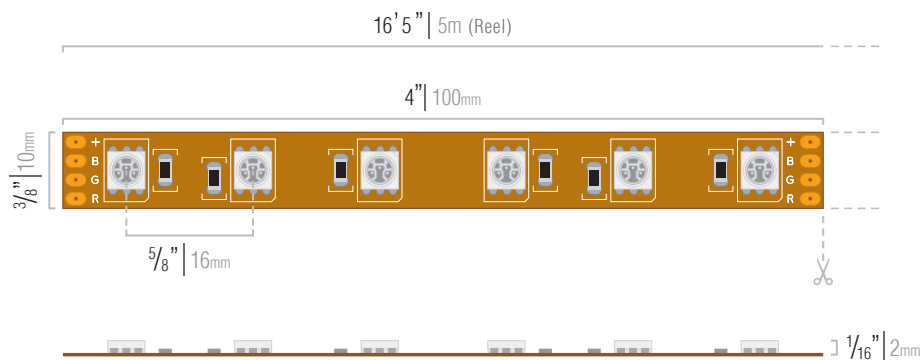 16’5”| 5m (Reel)
4”| 100mm
+ +
B B
G G
R R
3/8”| 10mm
5/8”| 16mm
1/16”| 2mm